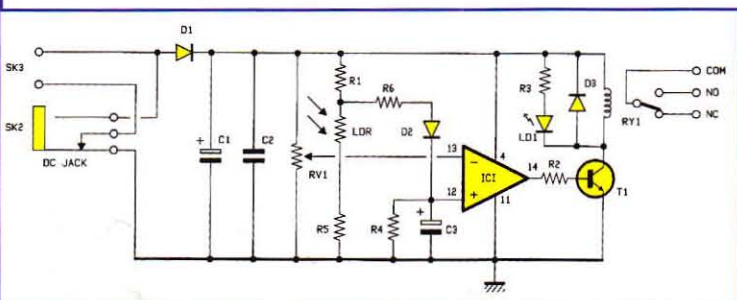 D1
SK3
SK2
DC JACK
C1
C2
RV1
R1
LDR
R5
R6
D2
R4
C3
13
12
IC1
4
11
14
R2
R3
LD1
D3
T1
RY1
COM
NO
NC